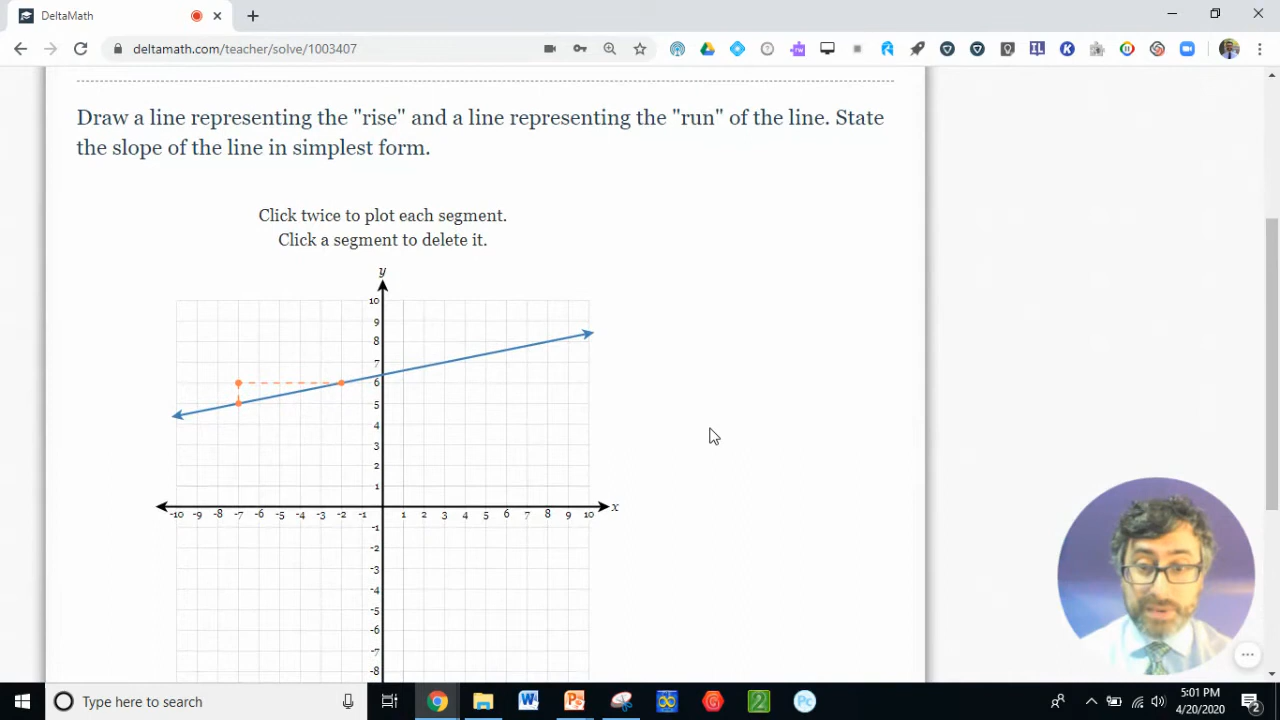 DeltaMath
deltamath.com/teacher/solve/1003407
Draw a line representing the "rise" and a line representing the "run" of the line. State
the slope of the line in simplest form.
Click twice to plot each segment.
Click a segment to delete it.
y
10
9
8
7
6
5
4
3
2
1
-10 -9 -8 -7 -6 -5 -4 -3 -2 -1 1 2 3 4 5 6 7 8 9 10 x
-1
-2
-3
-4
-5
-6
-7
-8
Type here to search
5:01 PM
4/20/2020